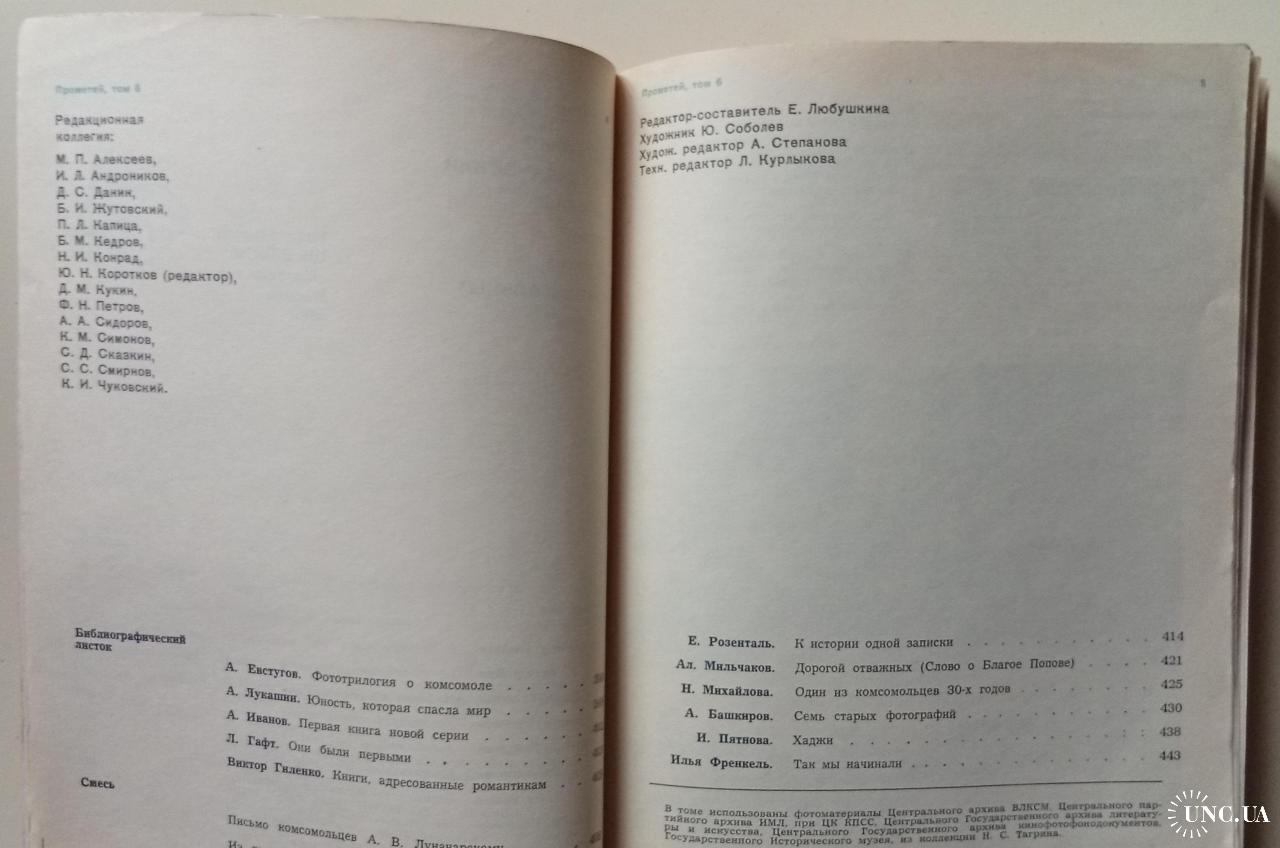 Прометей, том 6
Редакционная
коллегия:
М. П. Алексеев,
И. Л. Андроников,
Д. С. Данин,
Б. И. Жутовский,
П. Л. Капица,
Б. М. Кедров,
Н. И. Конрад,
Ю. Н. Коротков (редактор),
Д. М. Кукин,
Ф. Н. Петров,
А. А. Сидоров,
К. М. Симонов,
С. Д. Сказкин,
С. С. Смирнов,
К. И. Чуковский.
Библиографический
листок
А. Евстугов. Фототрилогия о комсомоле
А. Лукашин. Юность, которая спасла мир
А. Иванов. Первая книга новой серии
Л. Гафт. Они были первыми
Виктор Гиленко. Книги, адресованные романтикам
Смесь
Письмо комсомольцев А. В. Луначарскому
Из
Прометей, том 6 5
Редактор-составитель Е. Любушкина
Художник Ю. Соболев
Худож. редактор А. Степанова
Техн. редактор Л. Курлыкова
Е. Розенталь. К истории одной записки 414
Ал. Мильчаков. Дорогой отважных (Слово о Благое Попове) 421
Н. Михайлова. Один из комсомольцев 30-х годов 425
А. Башкиров. Семь старых фотографий 430
И. Пятнова. Хаджи 438
Илья Френкель. Так мы начинали 443
В томе использованы фотоматериалы Центрального архива ВЛКСМ, Центрального пар-
тийного архива ИМЛ, при ЦК КПСС, Центрального Государственного архива литерату-
ры и искусства, Центрального Государственного архива кинофотофонодокументов,
Государственного Исторического музея, из коллекции Н. С. Тагрина.
UNC.UA